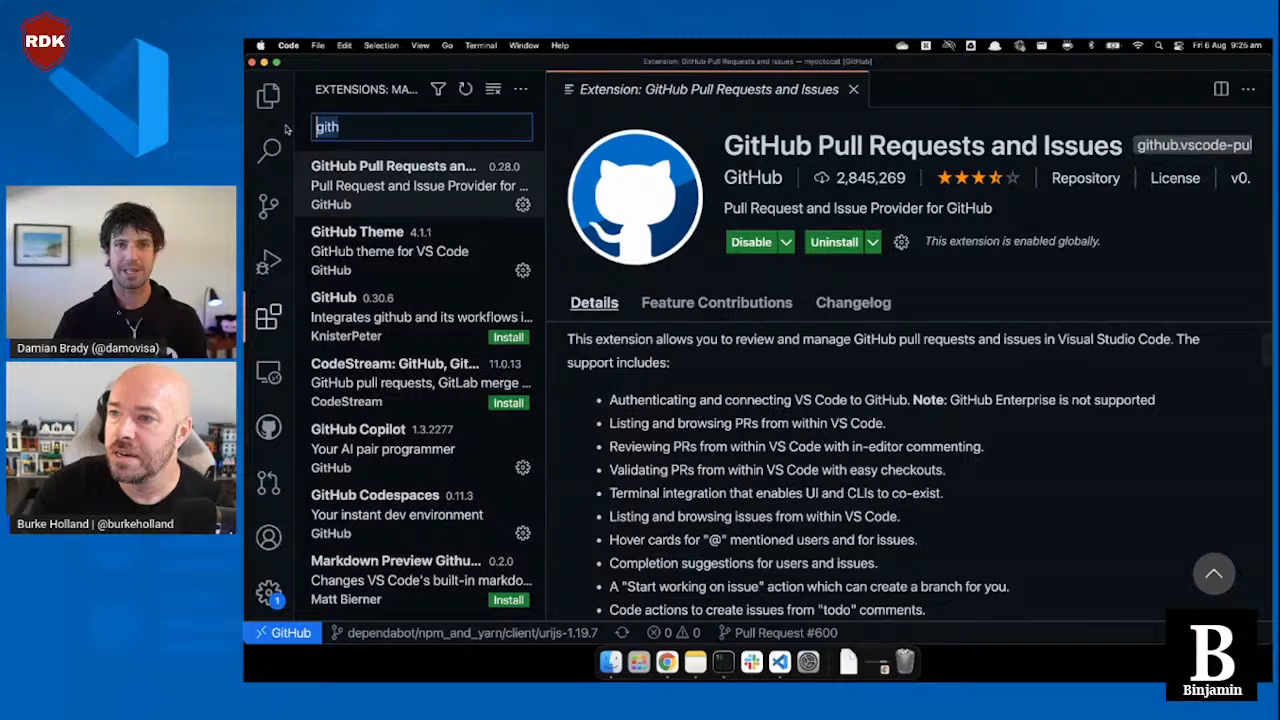 RDK
Code File Edit Selection View Go Terminal Window Help
Fri 6 Aug 9:25 am
Extension: GitHub Pull Requests and Issues — myoctocat [GitHub]
EXTENSIONS: MA...
gith
GitHub Pull Requests an... 0.28.0
Pull Request and Issue Provider for ...
GitHub
GitHub Theme 4.1.1
GitHub theme for VS Code
GitHub
GitHub 0.30.6
Integrates github and its workflows i...
KnisterPeter Install
CodeStream: GitHub, Git... 11.0.13
GitHub pull requests, GitLab merge ...
CodeStream Install
GitHub Copilot 1.3.2277
Your AI pair programmer
GitHub
GitHub Codespaces 0.11.3
Your instant dev environment
GitHub
Markdown Preview Githu... 0.2.0
Changes VS Code's built-in markdo...
Matt Bierner Install
Extension: GitHub Pull Requests and Issues
GitHub Pull Requests and Issues github.vscode-pul
GitHub 2,845,269 Repository License v0.
Pull Request and Issue Provider for GitHub
Disable Uninstall This extension is enabled globally.
Details Feature Contributions Changelog
This extension allows you to review and manage GitHub pull requests and issues in Visual Studio Code. The
support includes:
• Authenticating and connecting VS Code to GitHub. Note: GitHub Enterprise is not supported
• Listing and browsing PRs from within VS Code.
• Reviewing PRs from within VS Code with in-editor commenting.
• Validating PRs from within VS Code with easy checkouts.
• Terminal integration that enables UI and CLIs to co-exist.
• Listing and browsing issues from within VS Code.
• Hover cards for "@" mentioned users and for issues.
• Completion suggestions for users and issues.
• A "Start working on issue" action which can create a branch for you.
• Code actions to create issues from "todo" comments.
1
GitHub dependabot/npm_and_yarn/client/urijs-1.19.7 0 0 Pull Request #600
Damian Brady (@damovisa)
Burke Holland | @burkeholland
B
Binjamin